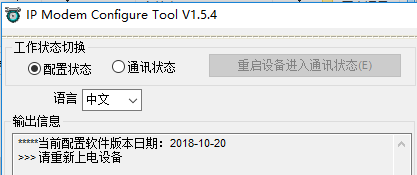 IP Modem Configure Tool V1.5.4
工作状态切换
配置状态 通讯状态 重启设备进入通讯状态(E)
语言 中文
输出信息
*****当前配置软件版本日期：2018-10-20
>>> 请重新上电设备